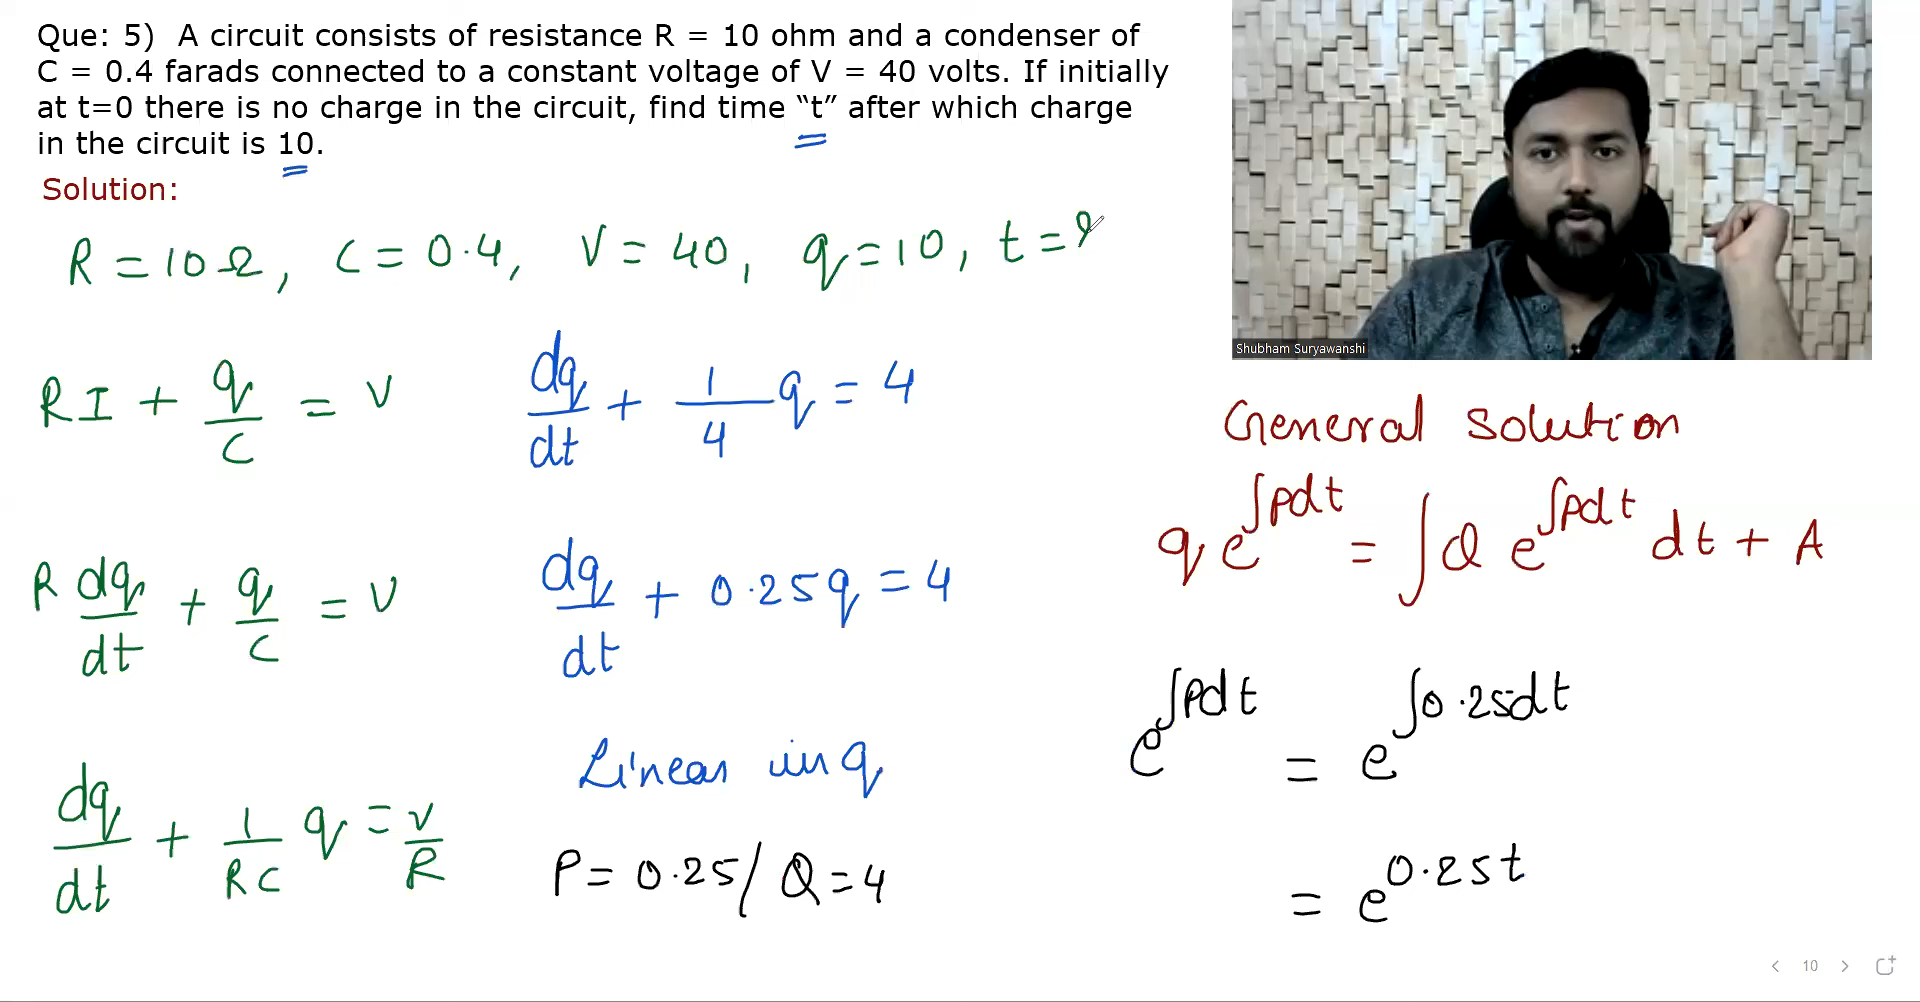 Que: 5) A circuit consists of resistance R = 10 ohm and a condenser of
C = 0.4 farads connected to a constant voltage of V = 40 volts. If initially
at t=0 there is no charge in the circuit, find time “t” after which charge
in the circuit is 10.
Solution:
R = 10 Ω, C = 0.4, V = 40, q = 10, t = ?
RI + q/C = V
R dq/dt + q/C = V
dq/dt + 1/RC q = V/R
dq/dt + 1/4 q = 4
dq/dt + 0.25q = 4
Linear in q
P = 0.25 / Q = 4
Shubham Suryawanshi
General solution
q e^∫Pdt = ∫Q e^∫Pdt dt + A
e^∫Pdt = e^∫0.25dt
= e^0.25t
10